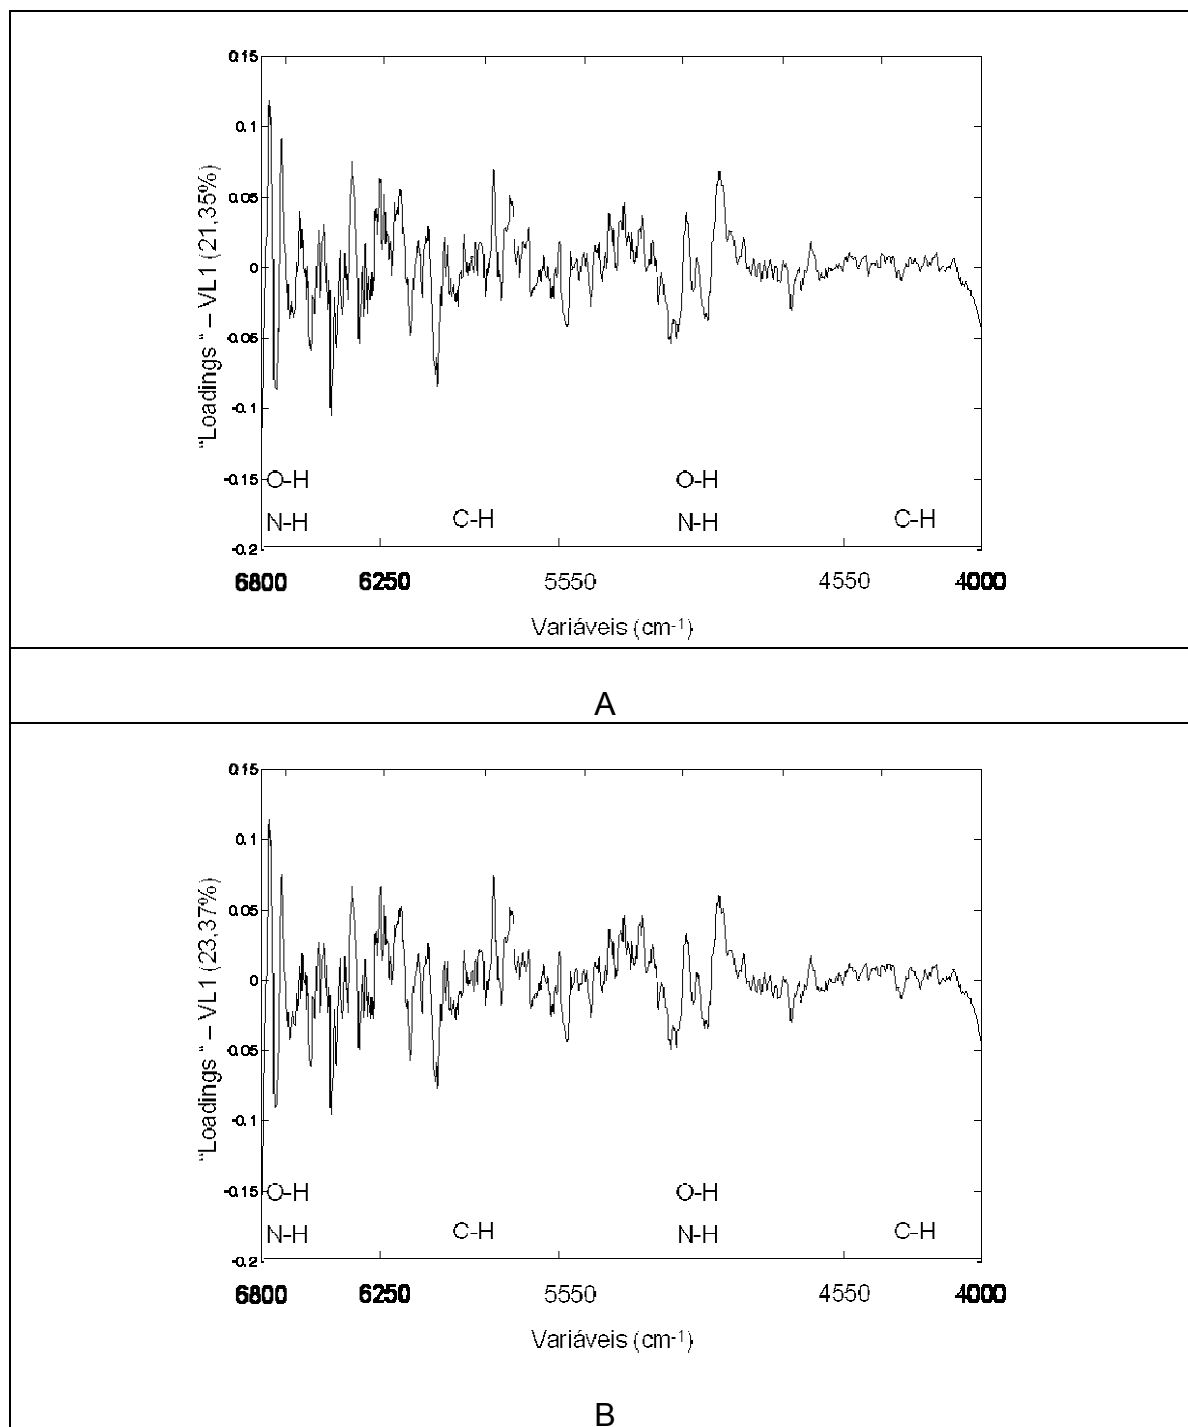 0.15
0.1
0.05
0
-0.05
-0.1
-0.15
-0.2
"Loadings" – VL1 (21,35%)
O-H O-H
N-H C-H N-H C-H
6800 6250 5550 4550 4000
Variáveis (cm-1)
A
0.15
0.1
0.05
0
-0.05
-0.1
-0.15
-0.2
"Loadings" – VL1 (23,37%)
O-H O-H
N-H C-H N-H C-H
6800 6250 5550 4550 4000
Variáveis (cm-1)
B